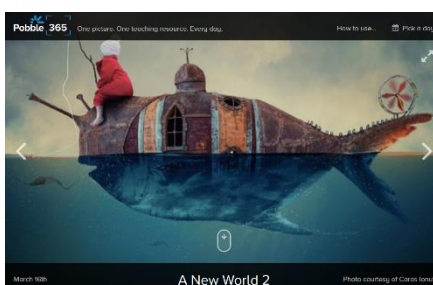 Pobble 365 One picture. One teaching resource. Every day. How to use... Pick a day
A New World 2
March 16th Photo courtesy of Caras Ionut